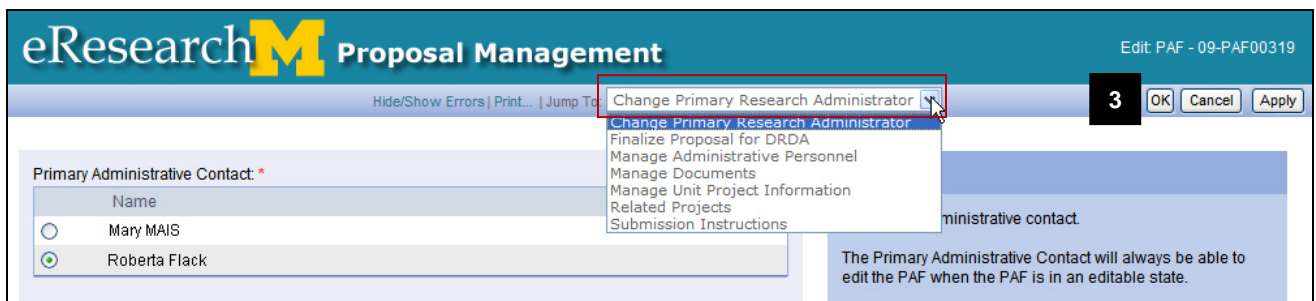 eResearchM Proposal Management
Edit: PAF - 09-PAF00319
Hide/Show Errors | Print... | Jump To: Change Primary Research Administrator
3 OK Cancel Apply
Change Primary Research Administrator
Finalize Proposal for DRDA
Manage Administrative Personnel
Manage Documents
Manage Unit Project Information
Related Projects
Submission Instructions
Primary Administrative Contact: *
Name
Mary MAIS
Roberta Flack
ministrative contact.
The Primary Administrative Contact will always be able to
edit the PAF when the PAF is in an editable state.